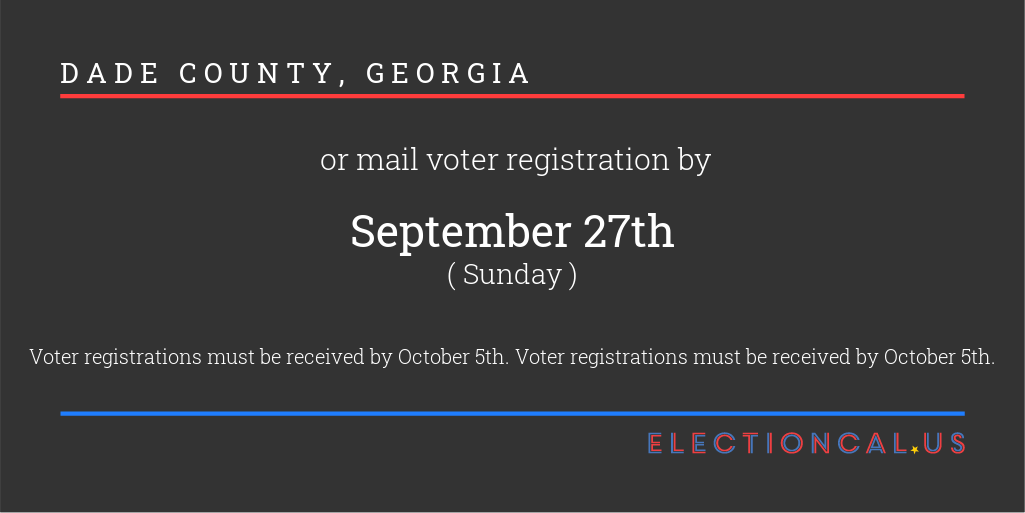 DADE COUNTY, GEORGIA
or mail voter registration by
September 27th
( Sunday )
Voter registrations must be received by October 5th. Voter registrations must be received by October 5th.
ELECTIONCAL.US